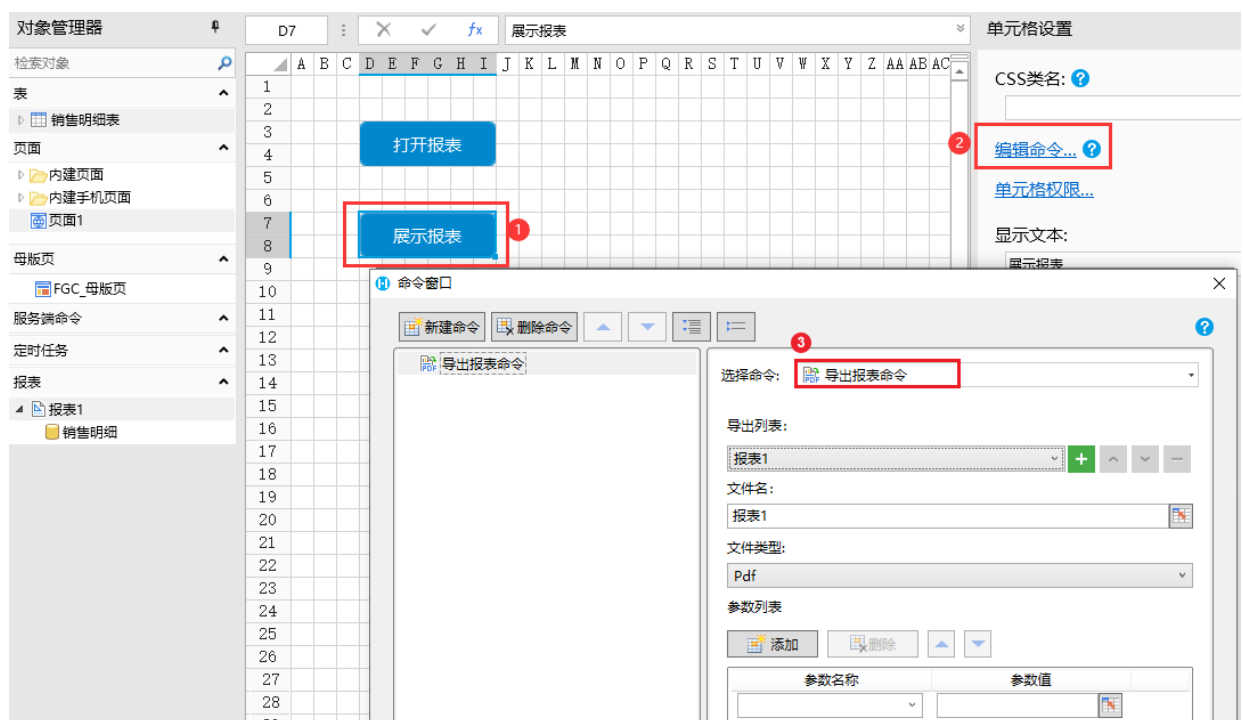 对象管理器
D7
fx
展示报表
单元格设置
检索对象
A B C D E F G H I J K L M N O P Q R S T U V W X Y Z AA AB AC
CSS类名: ?
表
销售明细表
页面
内建页面
内建手机页面
页面1
母版页
FGC_母版页
服务端命令
定时任务
报表
报表1
销售明细
1
2
3
4
5
6
7
8
9
10
11
12
13
14
15
16
17
18
19
20
21
22
23
24
25
26
27
28
打开报表
展示报表
1
2
编辑命令... ?
单元格权限...
显示文本:
展示报表
命令窗口
新建命令
删除命令
?
导出报表命令
3
选择命令:
PDF 导出报表命令
导出列表:
报表1
文件名:
报表1
文件类型:
Pdf
参数列表
添加
删除
参数名称
参数值